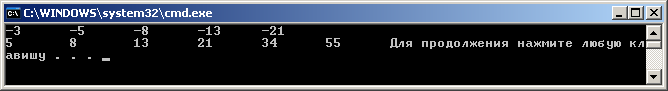 C:\WINDOWS\system32\cmd.exe
-3 -5 -8 -13 -21
5 8 13 21 34 55 Для продолжения нажмите любую кл
авишу . . . _